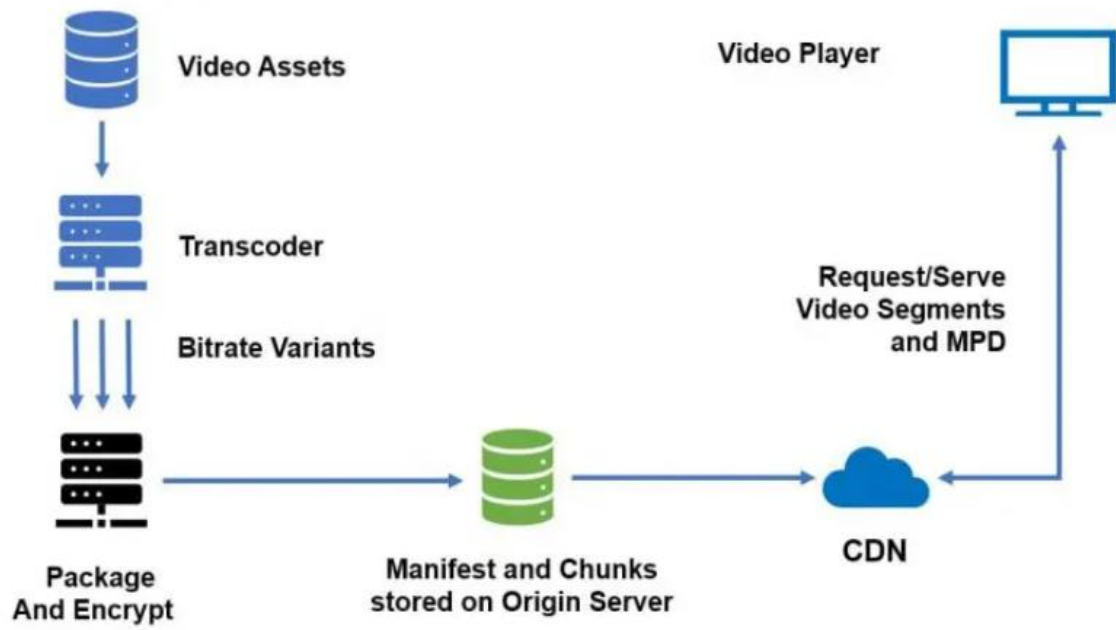 Video Assets
Video Player
Transcoder
Request/Serve
Video Segments
and MPD
Bitrate Variants
Package
And Encrypt
Manifest and Chunks
stored on Origin Server
CDN